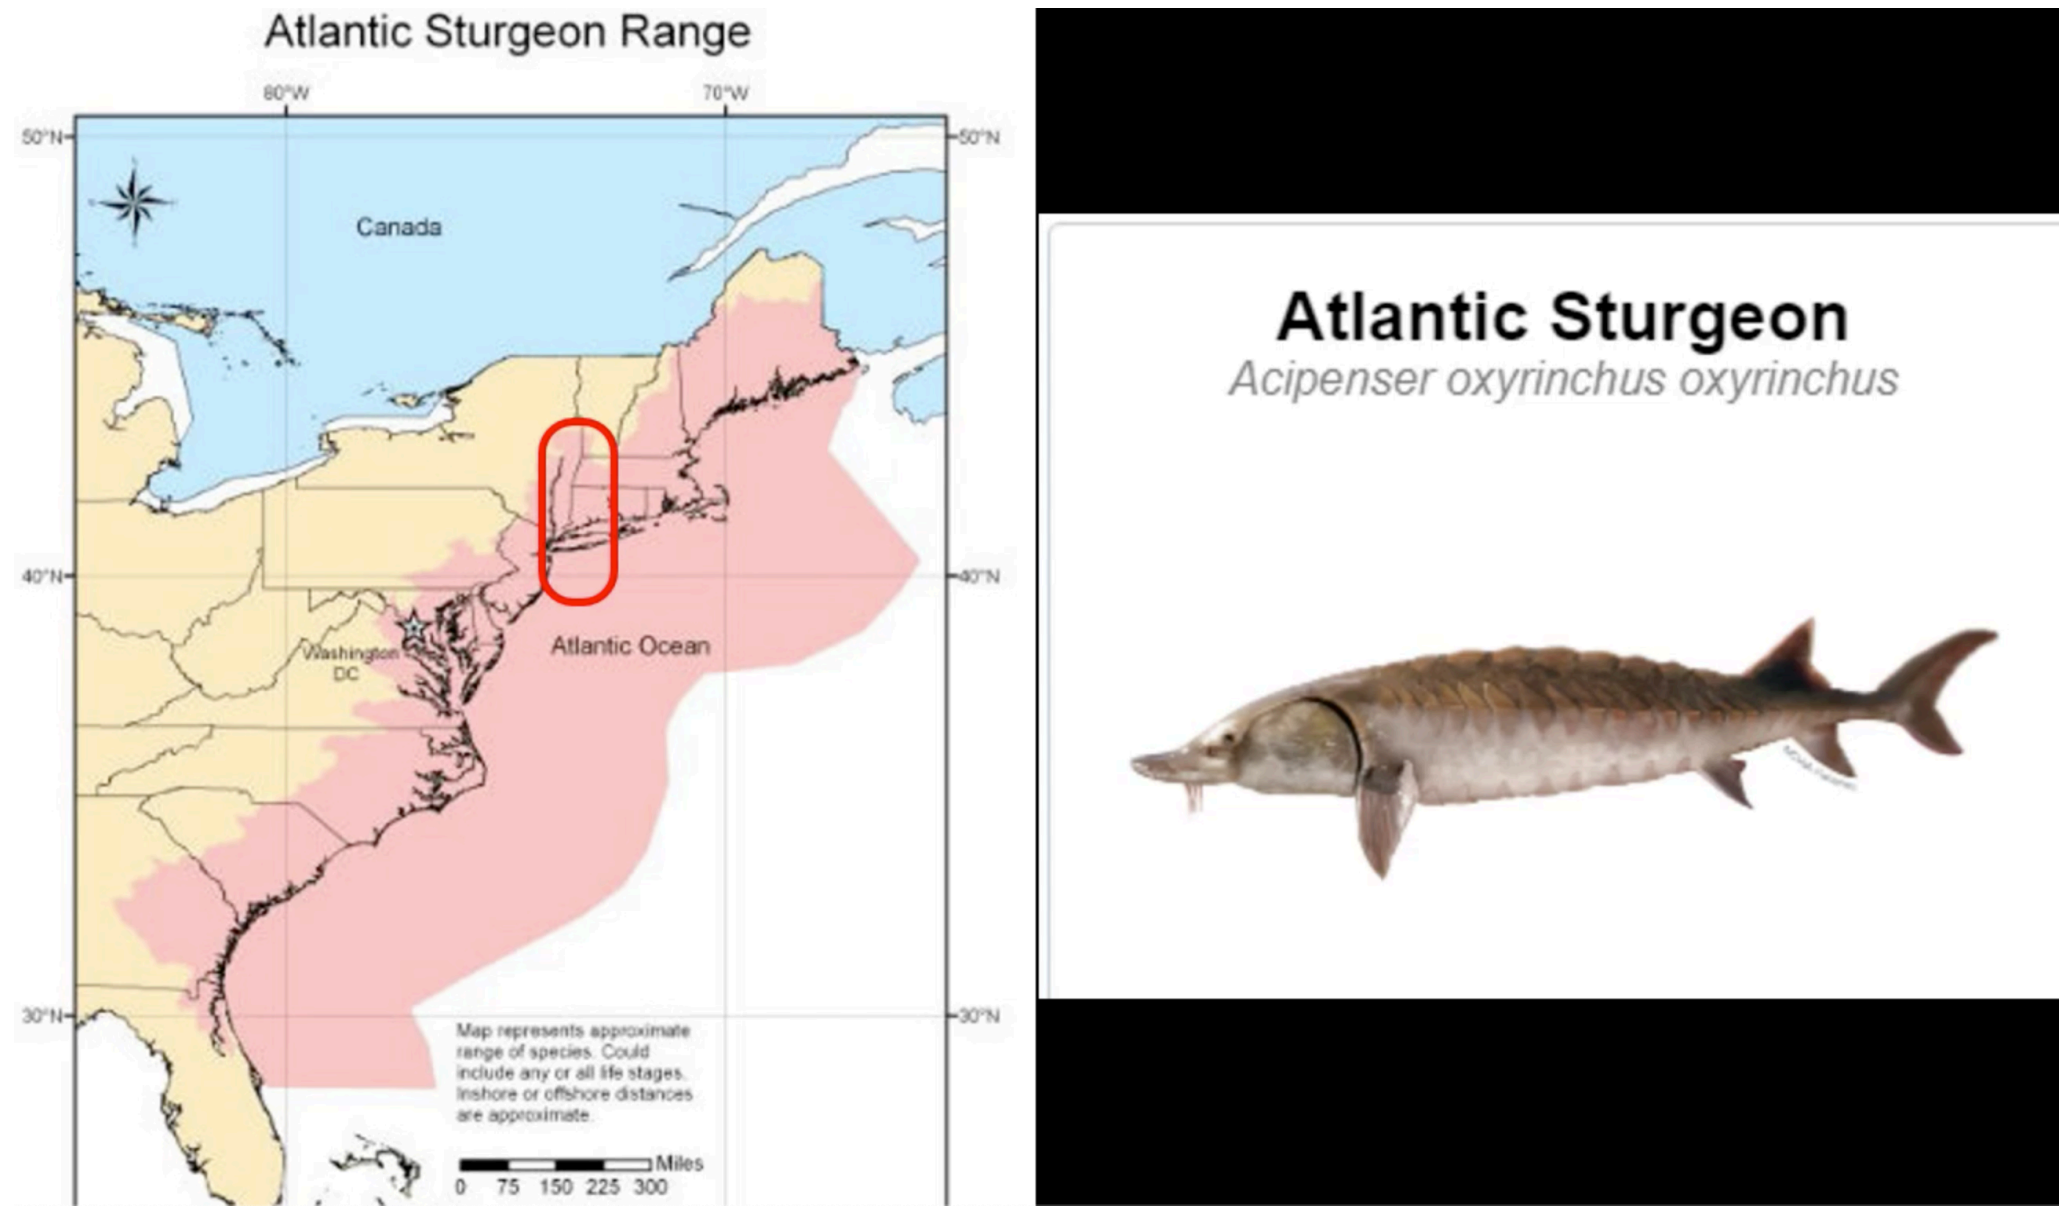 Atlantic Sturgeon Range
80°W
70°W
50°N
50°N
Canada
40°N
40°N
Washington
DC
Atlantic Ocean
30°N
30°N
Map represents approximate
range of species. Could
include any or all life stages.
Inshore or offshore distances
are approximate.
Miles
0 75 150 225 300
Atlantic Sturgeon
Acipenser oxyrinchus oxyrinchus